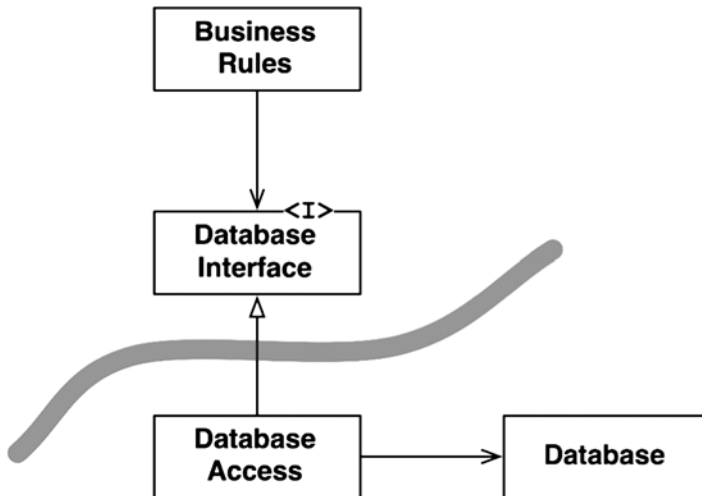 Business
Rules
<I>
Database
Interface
Database
Access
Database